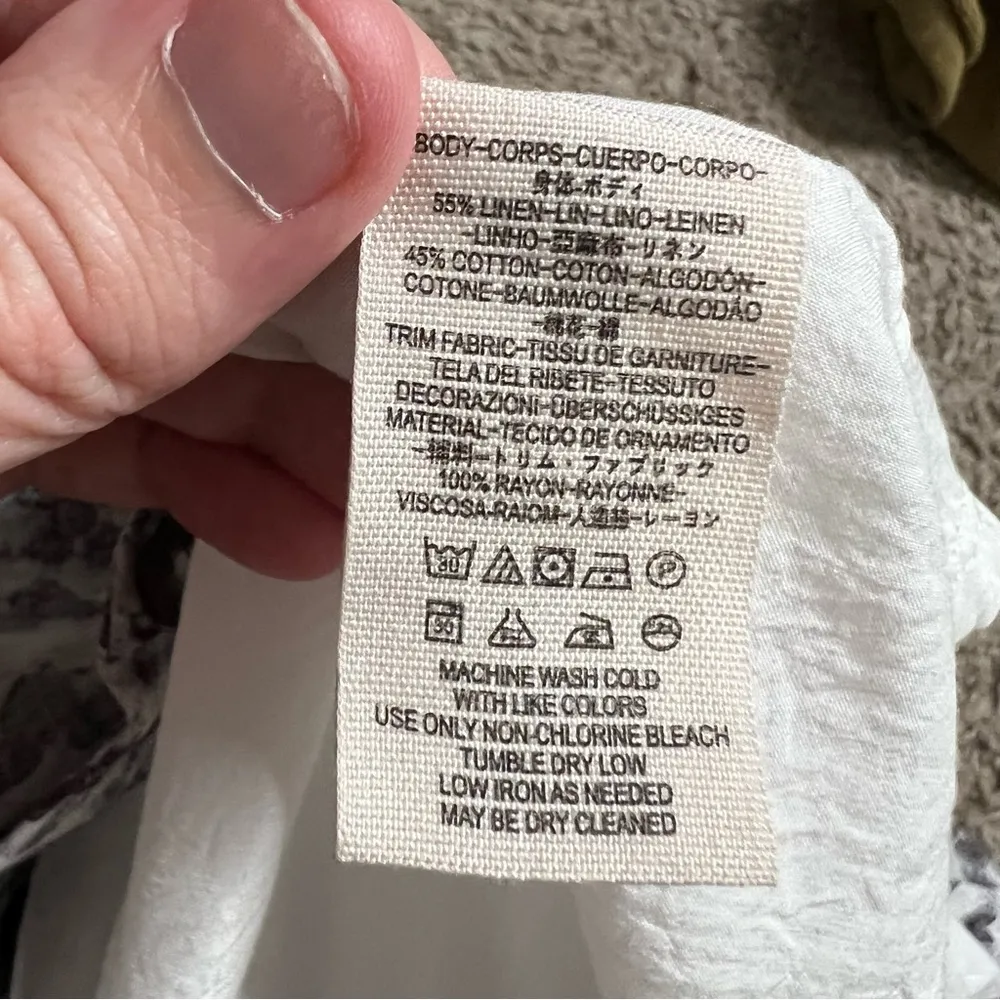 BODY-CORPS-CUERPO-CORPO-
身体-ボディ
55% LINEN-LIN-LINO-LEINEN
-LINHO-亞麻布-リネン
45% COTTON-COTON-ALGODÓN-
COTONE-BAUMWOLLE-ALGODÃO
-棉花-綿
TRIM FABRIC-TISSU DE GARNITURE-
TELA DEL RIBETE-TESSUTO
DECORAZIONI-ÜBERSCHÜSSIGES
MATERIAL-TECIDO DE ORNAMENTO
トリム・ファブリック
100% RAYON-RAYONNE-
VISCOSA-RAIOM-人造絲-レーヨン
30
30
MACHINE WASH COLD
WITH LIKE COLORS
USE ONLY NON-CHLORINE BLEACH
TUMBLE DRY LOW
LOW IRON AS NEEDED
MAY BE DRY CLEANED